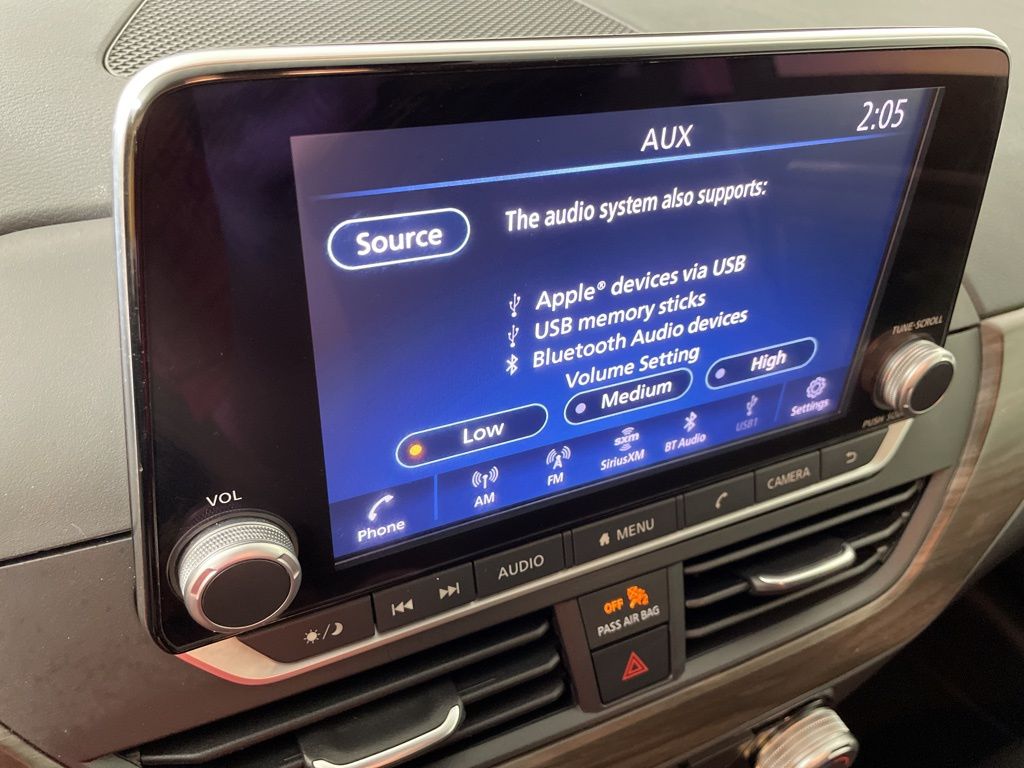 AUX
2:05
Source
The audio system also supports:
Apple® devices via USB
USB memory sticks
Bluetooth Audio devices
Volume Setting
Low
Medium
High
Phone
AM
FM
sxm
SiriusXM
BT Audio
USB1
Settings
VOL
TUNE·SCROLL
AUDIO
MENU
CAMERA
OFF
PASS AIR BAG